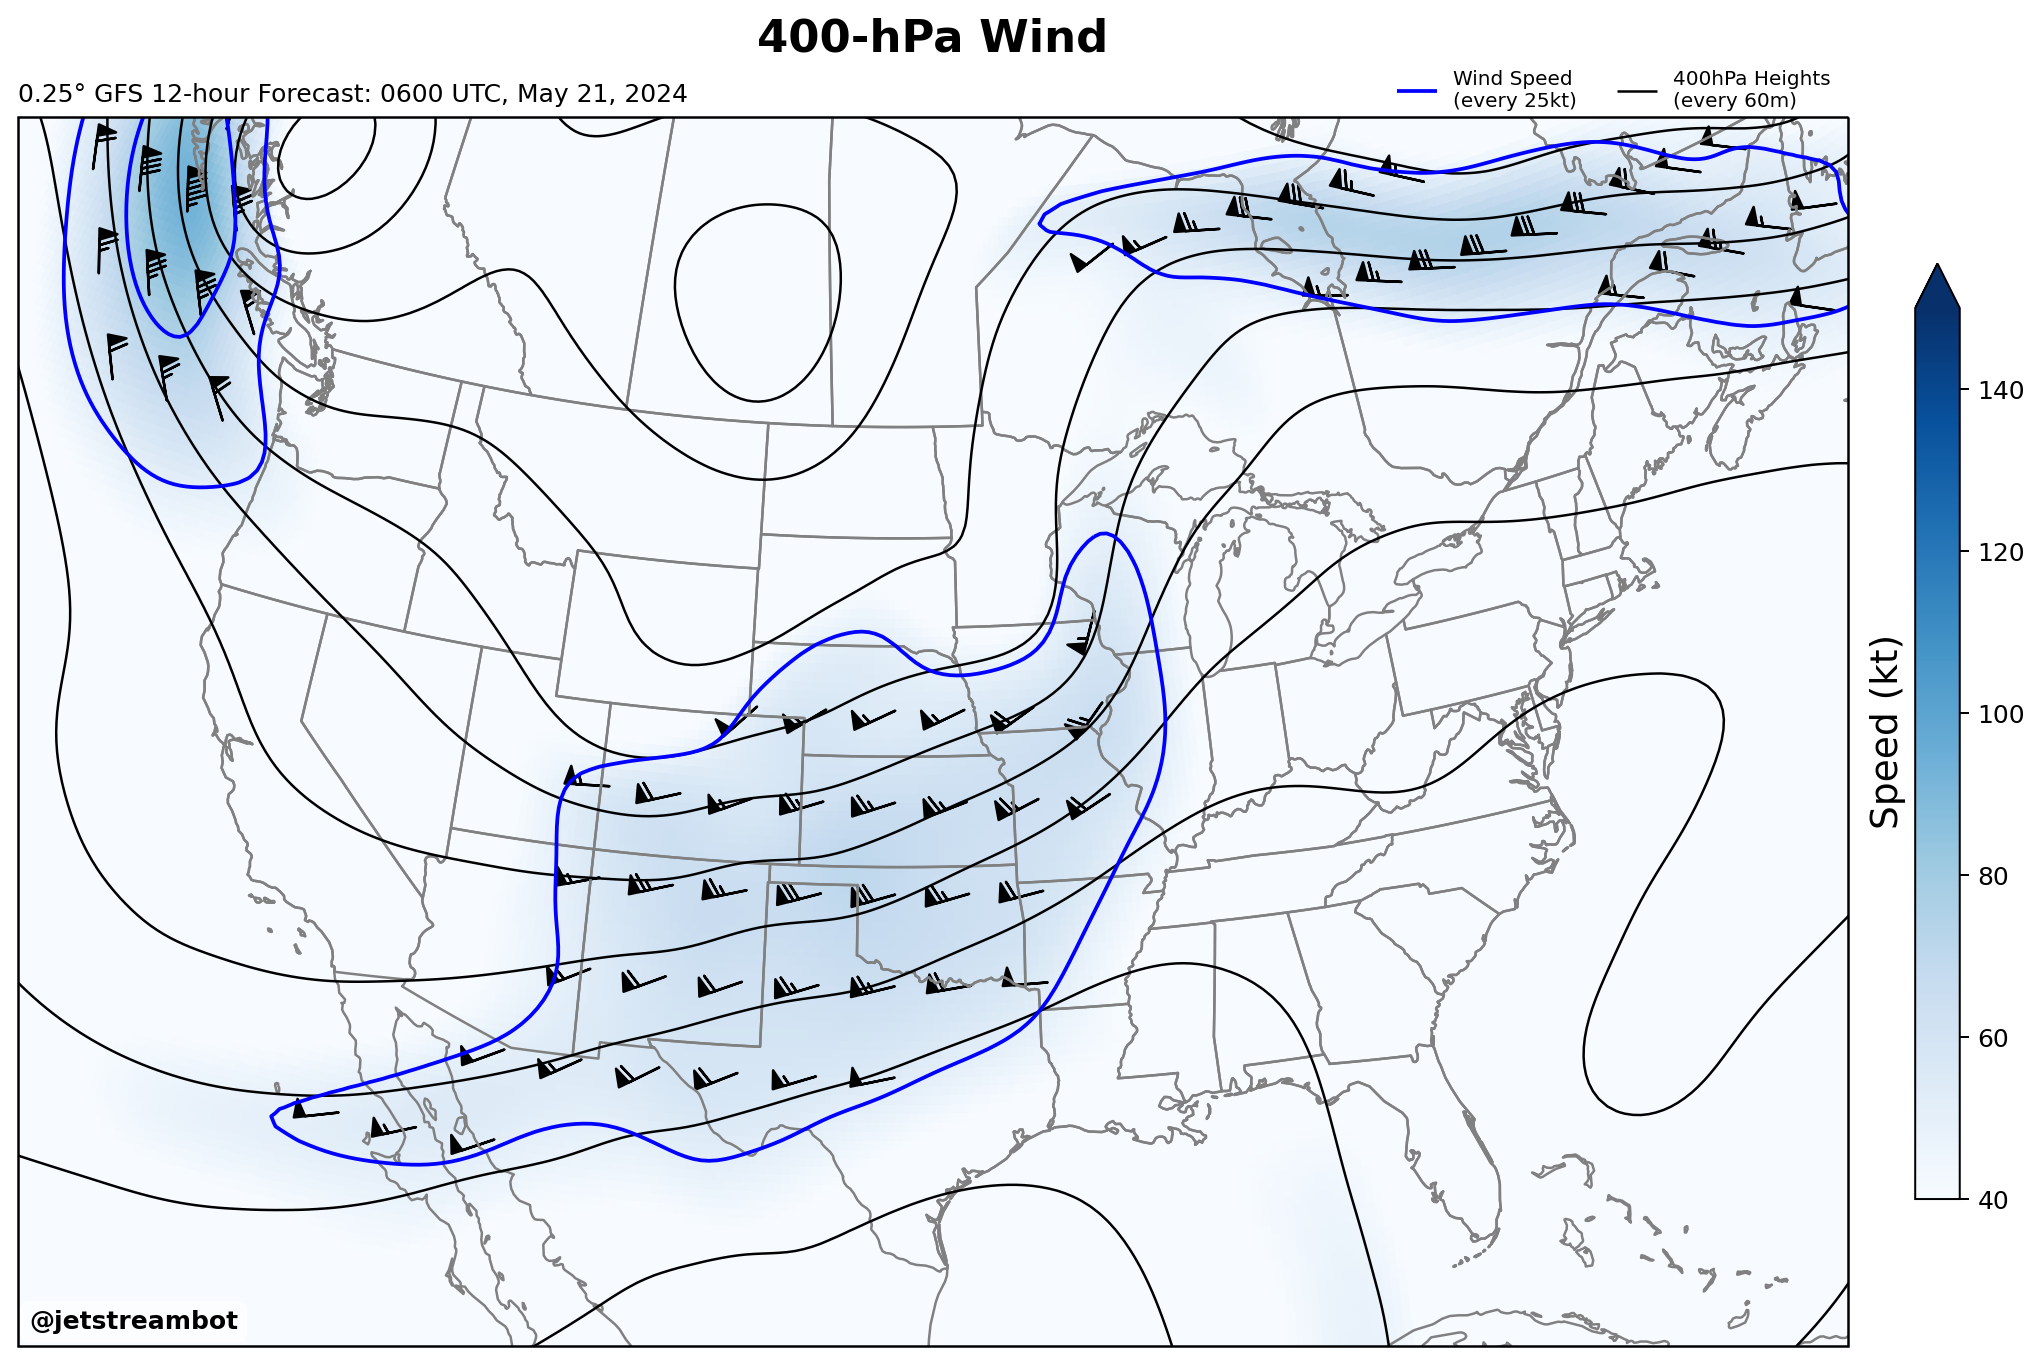 400-hPa Wind
0.25° GFS 12-hour Forecast: 0600 UTC, May 21, 2024
Wind Speed
(every 25kt)
400hPa Heights
(every 60m)
140
120
100
80
60
40
Speed (kt)
@jetstreambot